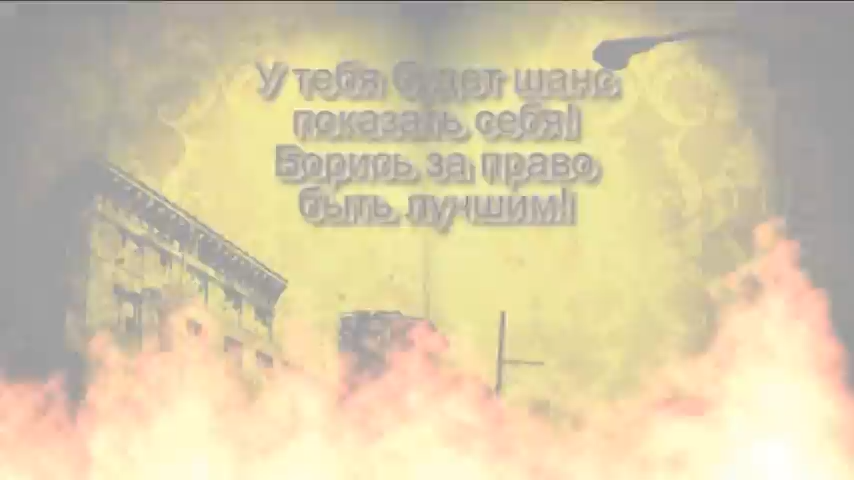 У тебя будет шанс
показать себя!
Борись за право
быть лучшим!